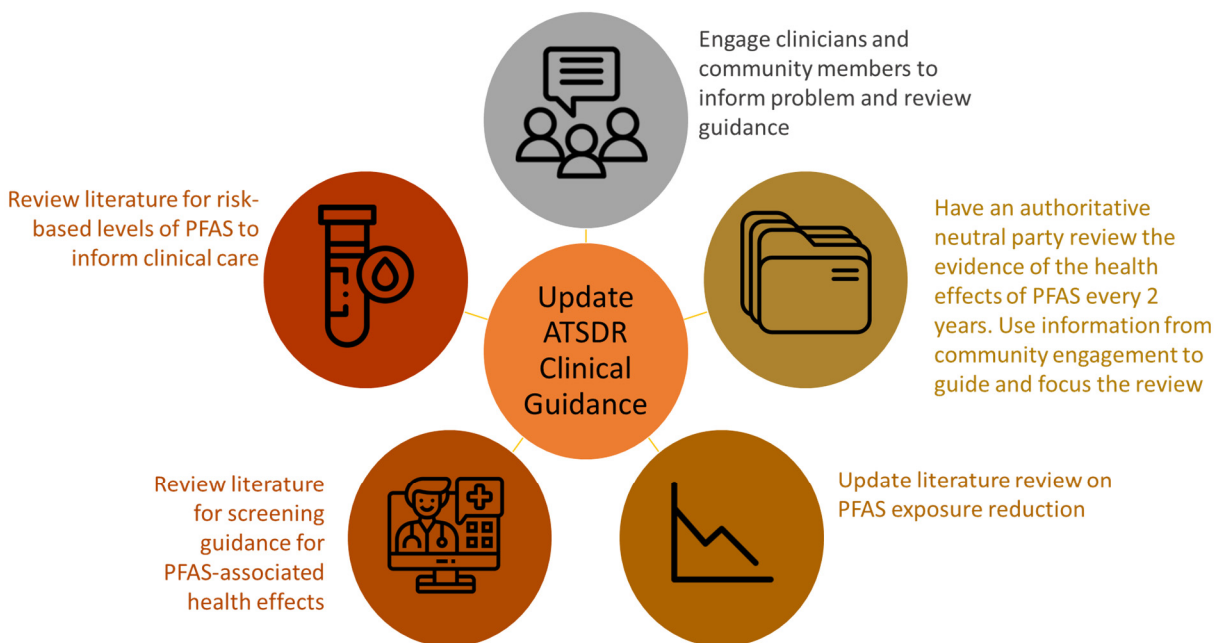 Engage clinicians and
community members to
inform problem and review
guidance
Review literature for risk-
based levels of PFAS to
inform clinical care
Have an authoritative
neutral party review the
evidence of the health
effects of PFAS every 2
years. Use information from
community engagement to
guide and focus the review
Update
ATSDR
Clinical
Guidance
Review literature
for screening
guidance for
PFAS-associated
health effects
Update literature review on
PFAS exposure reduction